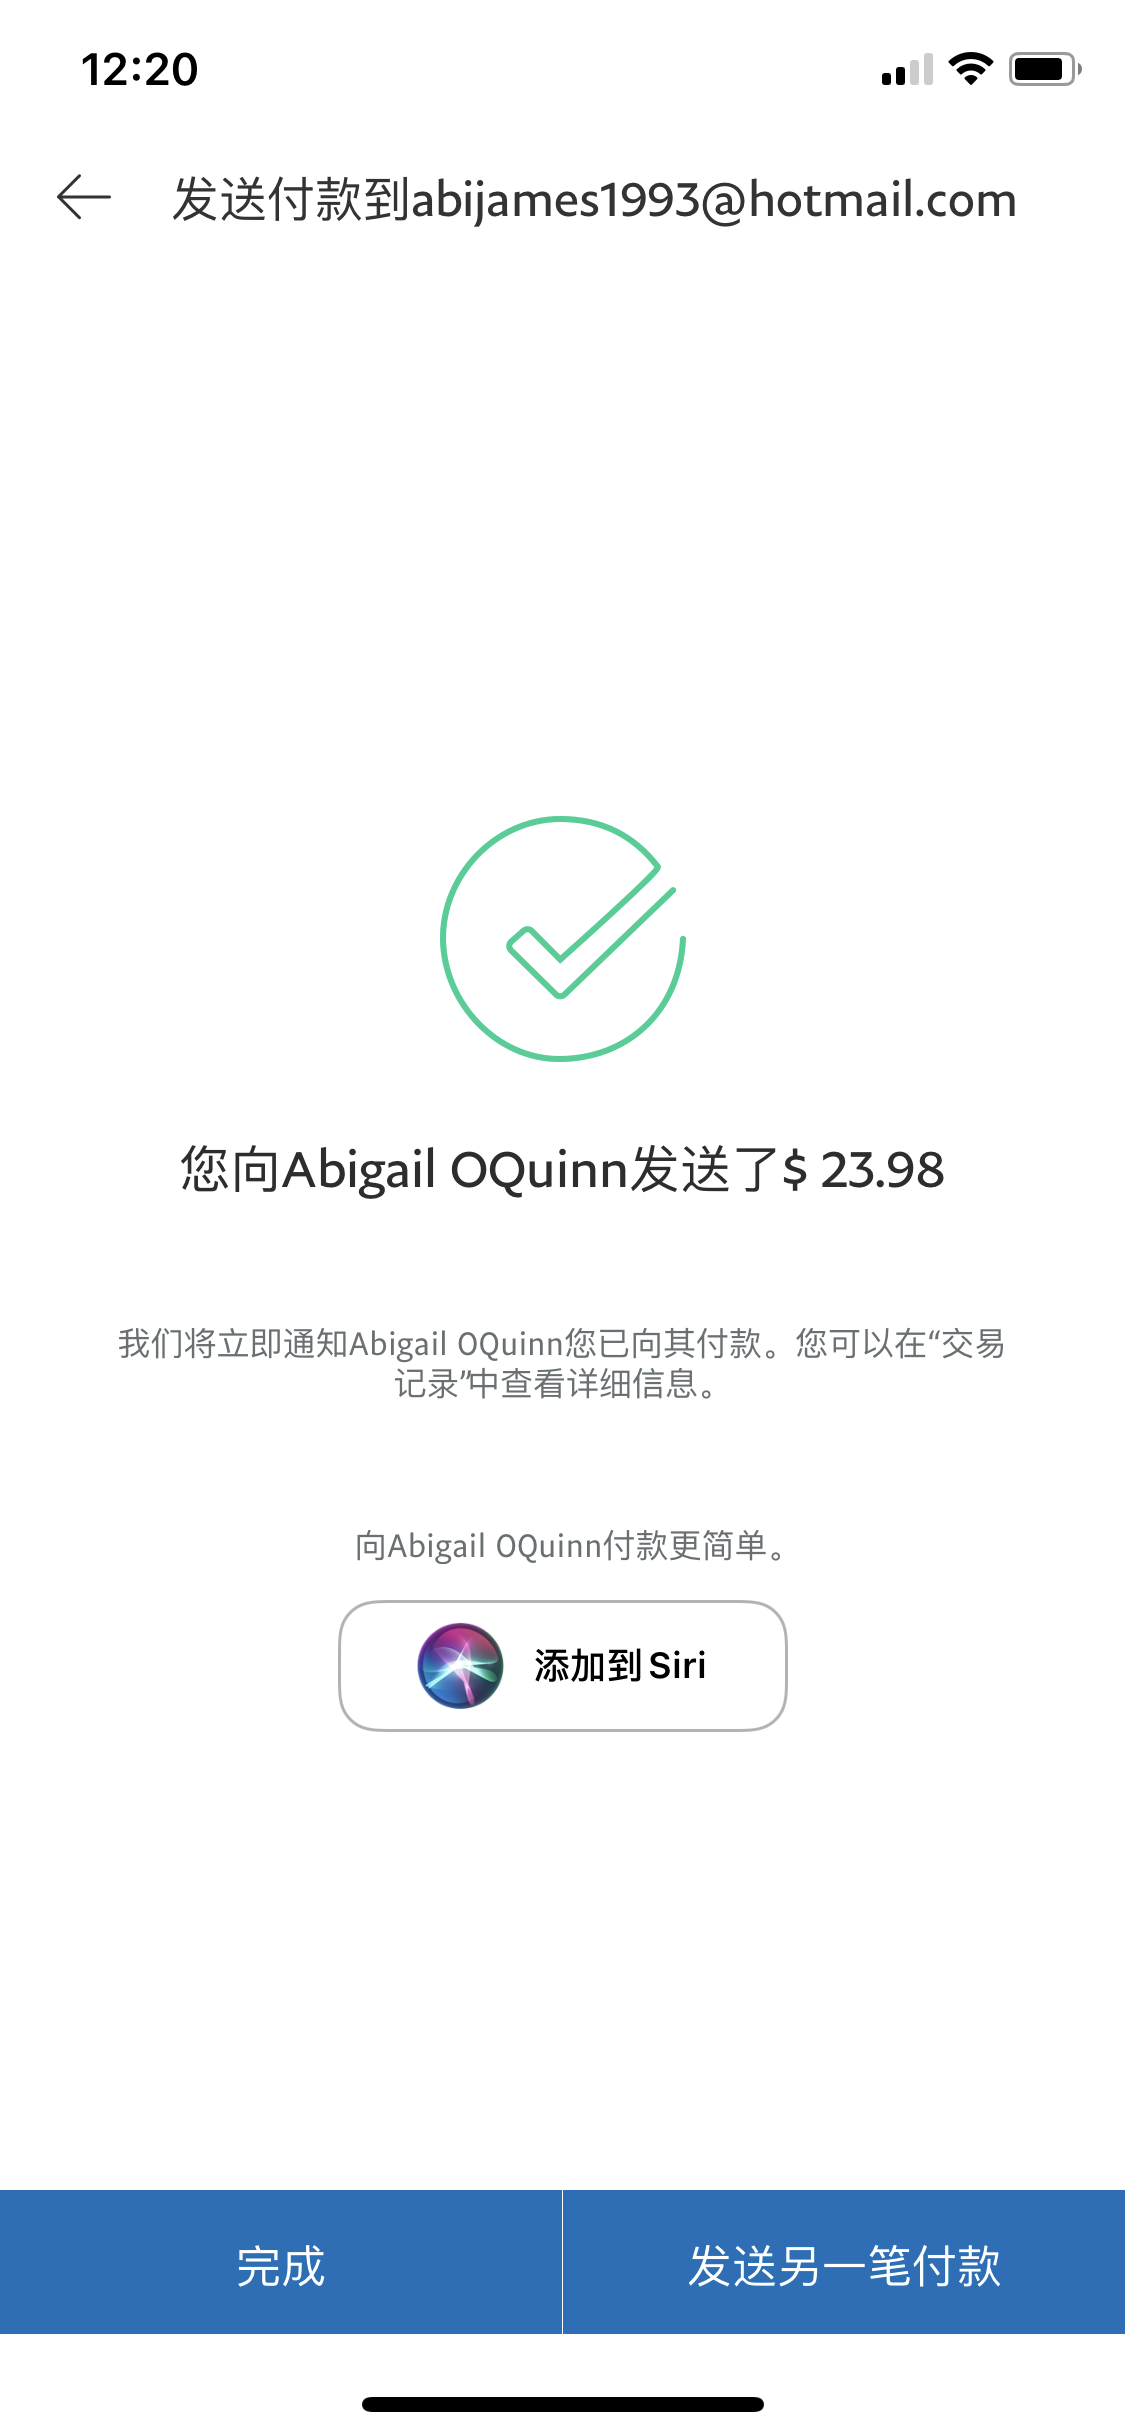 12:20
发送付款到abijames1993@hotmail.com
您向Abigail OQuinn发送了$ 23.98
我们将立即通知Abigail OQuinn您已向其付款。您可以在“交易
记录”中查看详细信息。
向Abigail OQuinn付款更简单。
添加到Siri
完成
发送另一笔付款